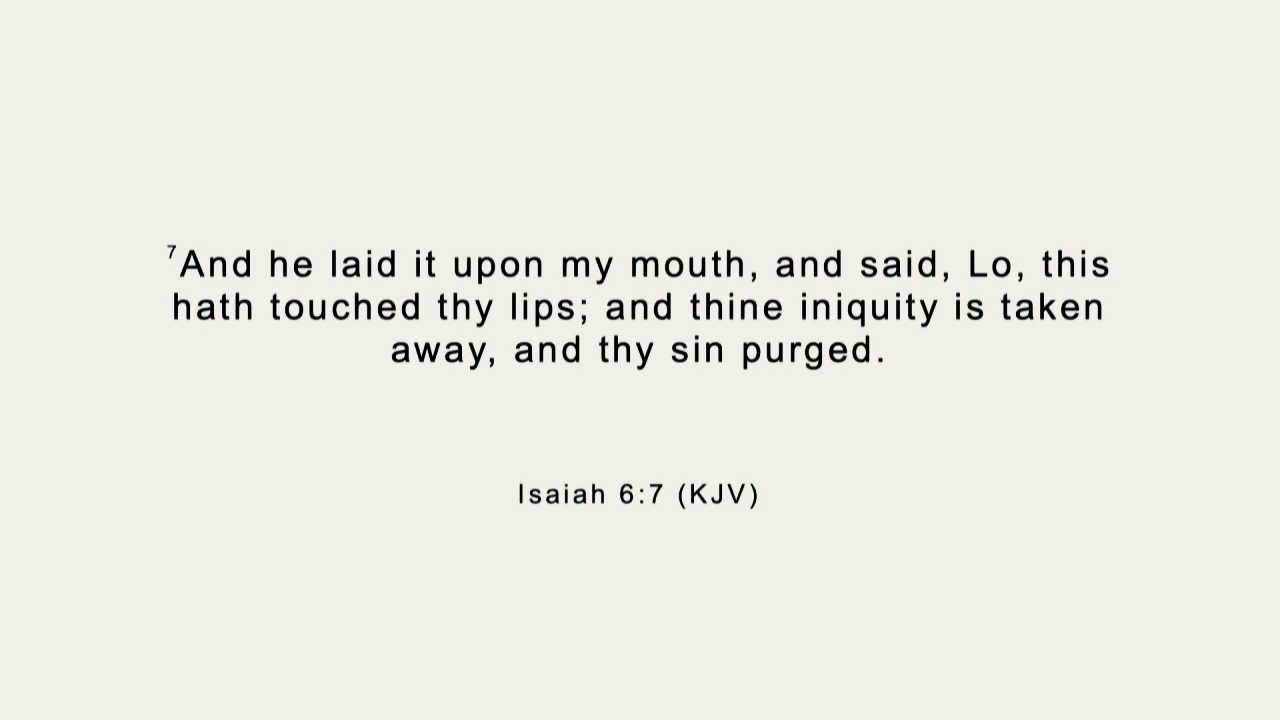 ⁷And he laid it upon my mouth, and said, Lo, this
hath touched thy lips; and thine iniquity is taken
away, and thy sin purged.
Isaiah 6:7 (KJV)